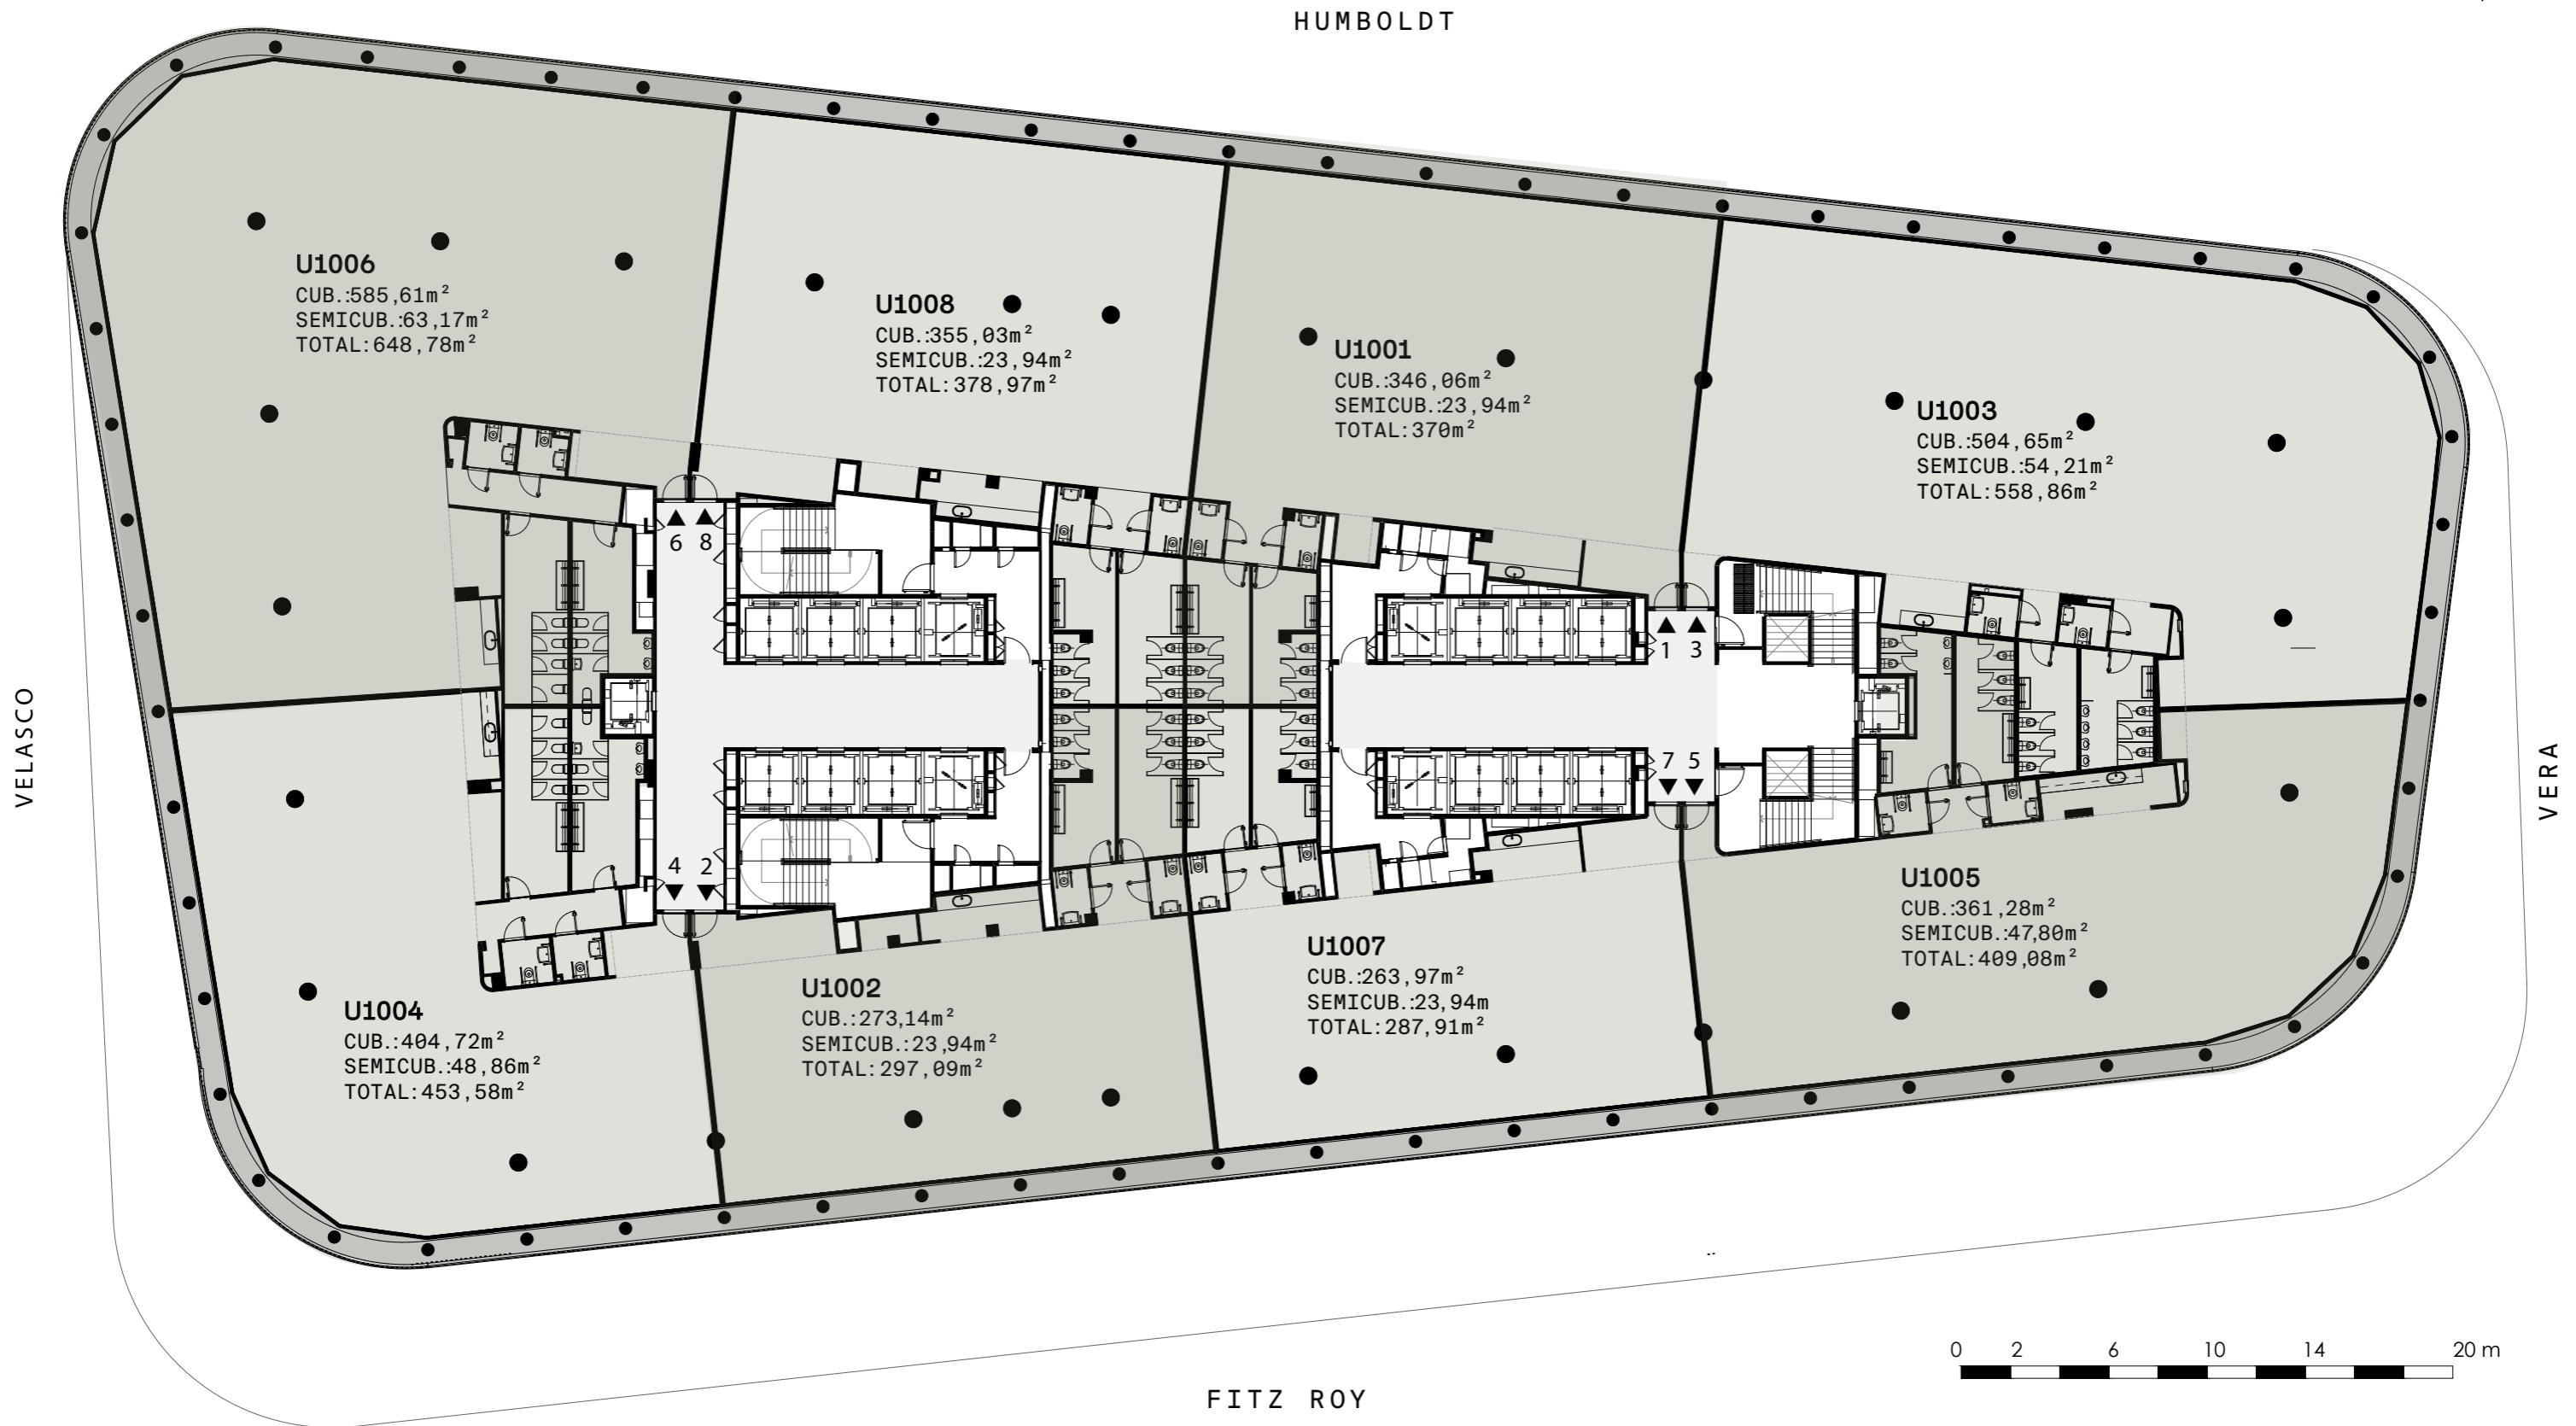 HUMBOLDT
U1006
CUB.:585,61m²
SEMICUB.:63,17m²
TOTAL:648,78m²
U1008
CUB.:355,03m²
SEMICUB.:23,94m²
TOTAL:378,97m²
U1001
CUB.:346,06m²
SEMICUB.:23,94m²
TOTAL:370m²
U1003
CUB.:504,65m²
SEMICUB.:54,21m²
TOTAL:558,86m²
6 8
1 3
VELASCO
VERA
7 5
4 2
U1004
CUB.:404,72m²
SEMICUB.:48,86m²
TOTAL:453,58m²
U1002
CUB.:273,14m²
SEMICUB.:23,94m²
TOTAL:297,09m²
U1007
CUB.:263,97m²
SEMICUB.:23,94m
TOTAL:287,91m²
U1005
CUB.:361,28m²
SEMICUB.:47,80m²
TOTAL:409,08m²
0 2 6 10 14 20 m
FITZ ROY